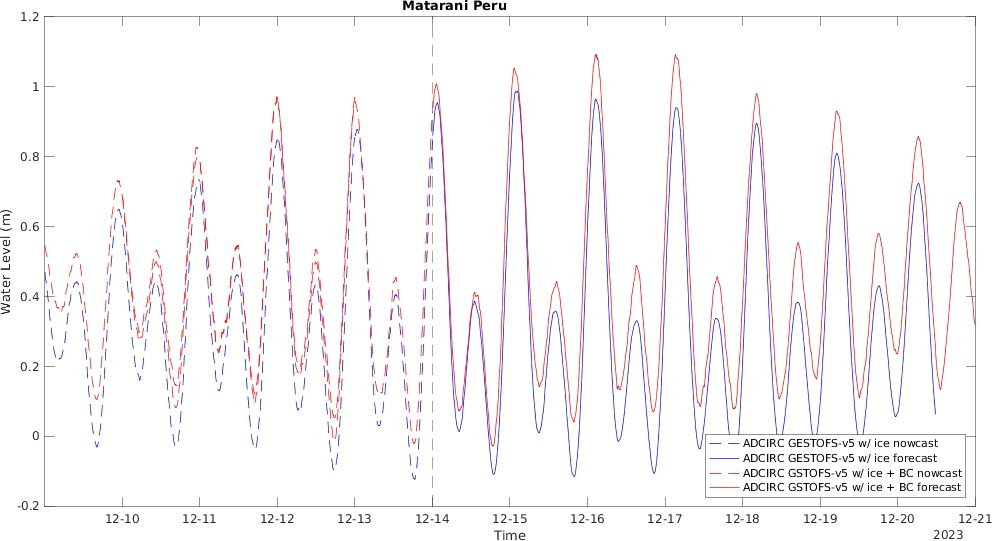 Matarani Peru
1.2
1
0.8
0.6
0.4
0.2
0
-0.2
Water Level (m)
ADCIRC GESTOFS-v5 w/ ice nowcast
ADCIRC GESTOFS-v5 w/ ice forecast
ADCIRC GSTOFS-v5 w/ ice + BC nowcast
ADCIRC GSTOFS-v5 w/ ice + BC forecast
12-10 12-11 12-12 12-13 12-14 12-15 12-16 12-17 12-18 12-19 12-20 12-21
Time
2023